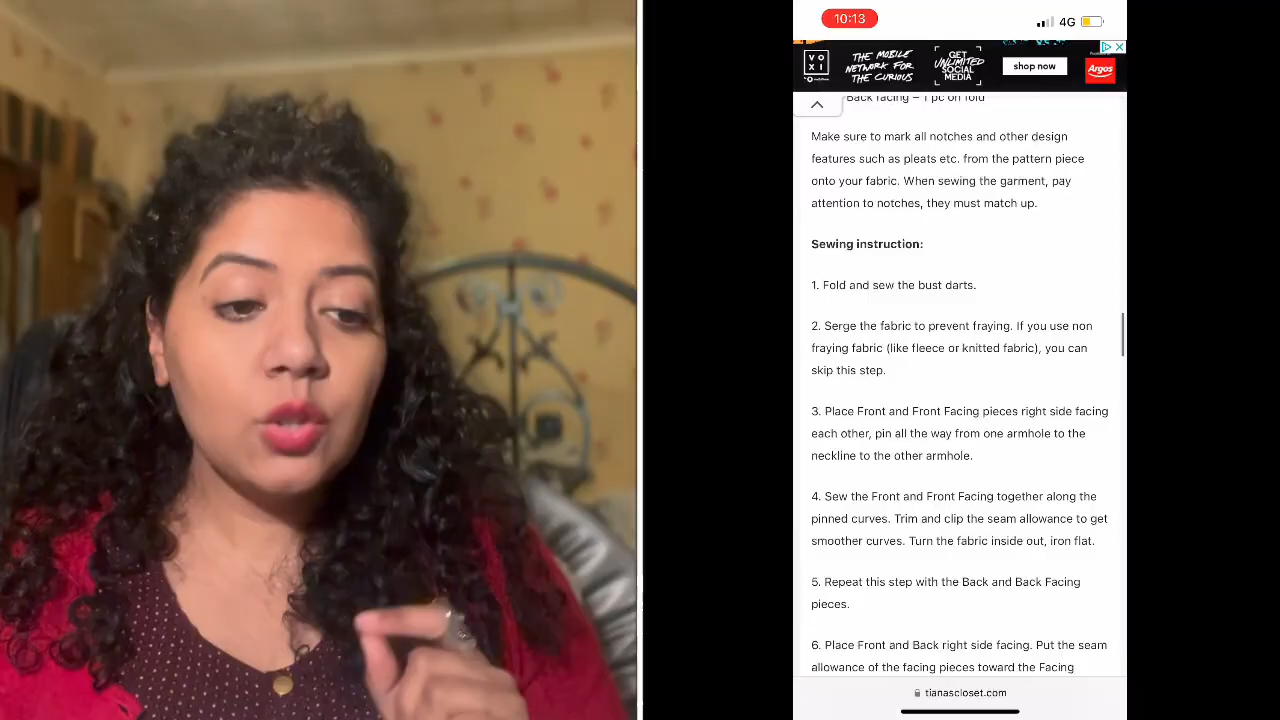 10:13
4G
VOXI
THE MOBILE
NETWORK FOR
THE CURIOUS
GET
UNLIMITED
SOCIAL
MEDIA
shop now
Argos
Back facing – 1 pc on fold
Make sure to mark all notches and other design
features such as pleats etc. from the pattern piece
onto your fabric. When sewing the garment, pay
attention to notches, they must match up.
Sewing instruction:
1. Fold and sew the bust darts.
2. Serge the fabric to prevent fraying. If you use non
fraying fabric (like fleece or knitted fabric), you can
skip this step.
3. Place Front and Front Facing pieces right side facing
each other, pin all the way from one armhole to the
neckline to the other armhole.
4. Sew the Front and Front Facing together along the
pinned curves. Trim and clip the seam allowance to get
smoother curves. Turn the fabric inside out, iron flat.
5. Repeat this step with the Back and Back Facing
pieces.
6. Place Front and Back right side facing. Put the seam
allowance of the facing pieces toward the Facing
tianascloset.com